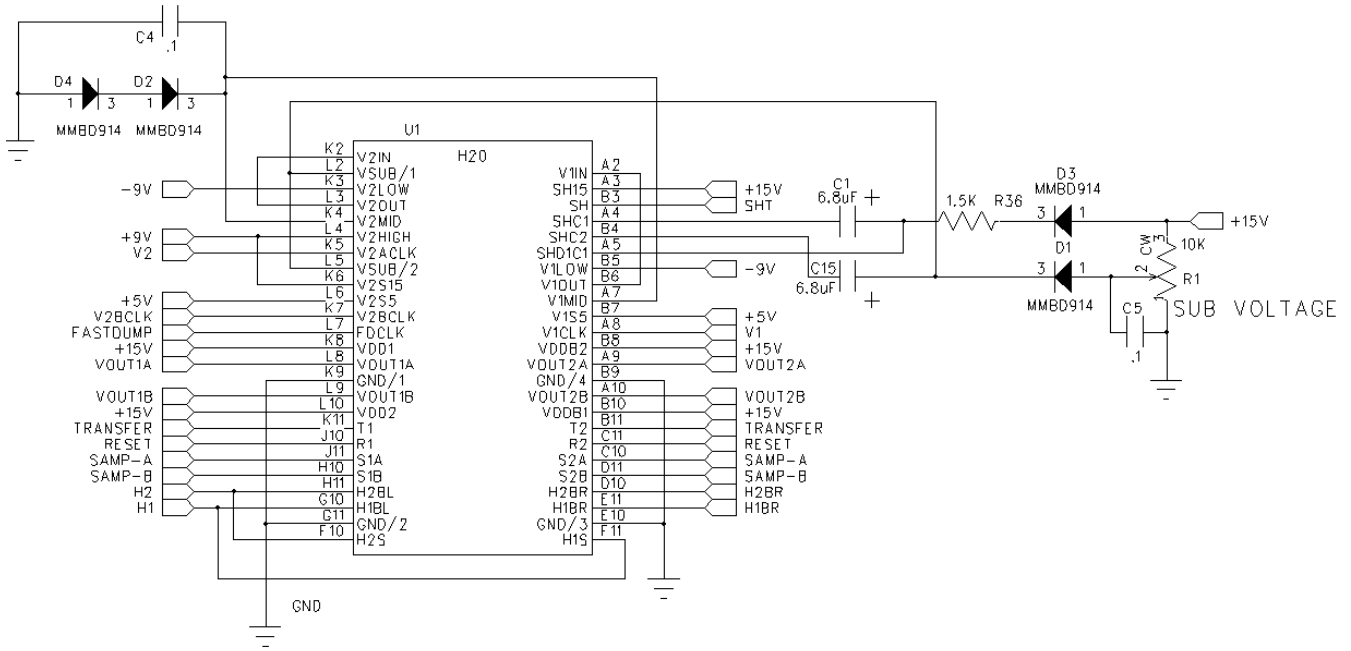 C4
.1
D4
D2
1
3
1
3
MMBD914
MMBD914
U1
H20
K2
V2IN
L2
VSUB/1
-9V
K3
V2LOW
L3
V2OUT
K4
V2MID
+9V
L4
V2HIGH
V2
K5
V2ACLK
L5
VSUB/2
K6
V2S15
+5V
L6
V2S5
V2BCLK
K7
V2BCLK
FASTDUMP
L7
FDCLK
+15V
K8
VDD1
VOUT1A
L8
VOUT1A
K9
GND/1
VOUT1B
L9
VOUT1B
+15V
L10
VDD2
TRANSFER
K11
T1
RESET
J10
R1
SAMP-A
J11
S1A
SAMP-B
H10
S1B
H2
H11
H2BL
H1
G10
H1BL
G11
GND/2
F10
H2S
GND
V1IN
A2
SH15
A3
+15V
SH
B3
SHT
SHC1
A4
SHC2
B4
SHD1C1
A5
V1LOW
B5
-9V
V1OUT
B6
V1MID
A7
V1S5
B7
+5V
V1CLK
A8
V1
VDDB2
B8
+15V
VOUT2A
A9
VOUT2A
GND/4
B9
VOUT2B
A10
VOUT2B
VDDB1
B10
+15V
T2
B11
TRANSFER
R2
C11
RESET
S2A
C10
SAMP-A
S2B
D11
SAMP-B
H2BR
D10
H2BR
H1BR
E11
H1BR
GND/3
E10
H1S
F11
C1
6.8uF
+
C15
6.8uF
+
1.5K
R36
D3
MMBD914
3
1
D1
3
1
MMBD914
+15V
CW
3
10K
2
R1
1
SUB VOLTAGE
C5
.1